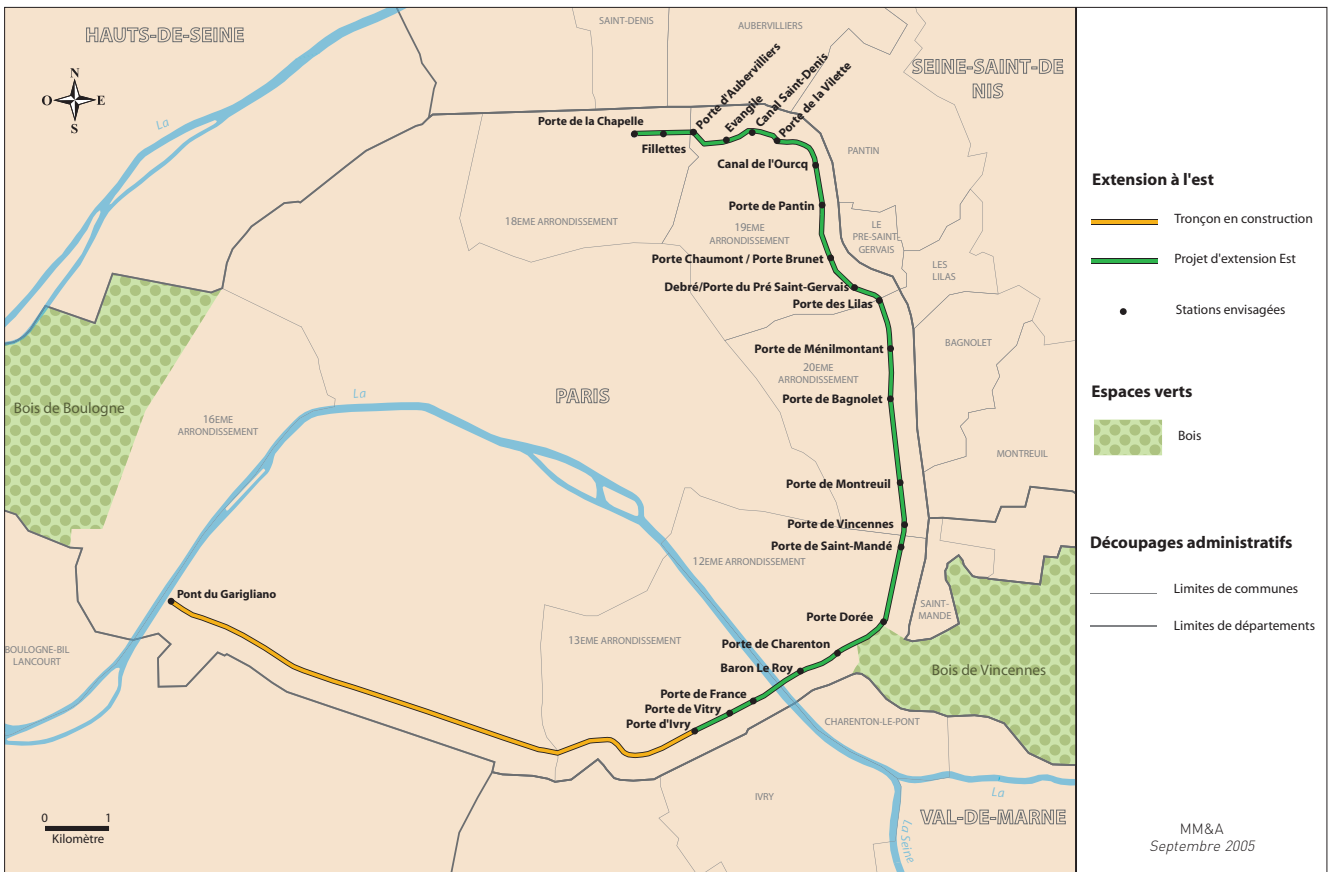 HAUTS-DE-SEINE
SAINT-DENIS
AUBERVILLIERS
SEINE-SAINT-DE
NIS
N
O
E
S
La
Porte de la Chapelle
Fillettes
Porte d'Aubervilliers
Evangile
Canal Saint-Denis
Porte de la Vilette
Canal de l'Ourcq
PANTIN
Porte de Pantin
18EME ARRONDISSEMENT
19EME
ARRONDISSEMENT
LE
PRE-SAINT-
GERVAIS
Porte Chaumont / Porte Brunet
LES
LILAS
Debré/Porte du Pré Saint-Gervais
Porte des Lilas
Porte de Ménilmontant
BAGNOLET
20EME
ARRONDISSEMENT
La
PARIS
Porte de Bagnolet
Bois de Boulogne
16EME
ARRONDISSEMENT
MONTREUIL
Porte de Montreuil
Porte de Vincennes
Porte de Saint-Mandé
12EME ARRONDISSEMENT
Pont du Garigliano
SAINT-
MANDE
Porte Dorée
13EME ARRONDISSEMENT
Porte de Charenton
BOULOGNE-BIL
LANCOURT
Baron Le Roy
Bois de Vincennes
Porte de France
Porte de Vitry
Porte d'Ivry
CHARENTON-LE-PONT
IVRY
La
VAL-DE-MARNE
La Seine
0 1
Kilomètre
Extension à l'est
Tronçon en construction
Projet d'extension Est
Stations envisagées
Espaces verts
Bois
Découpages administratifs
Limites de communes
Limites de départements
MM&A
Septembre 2005